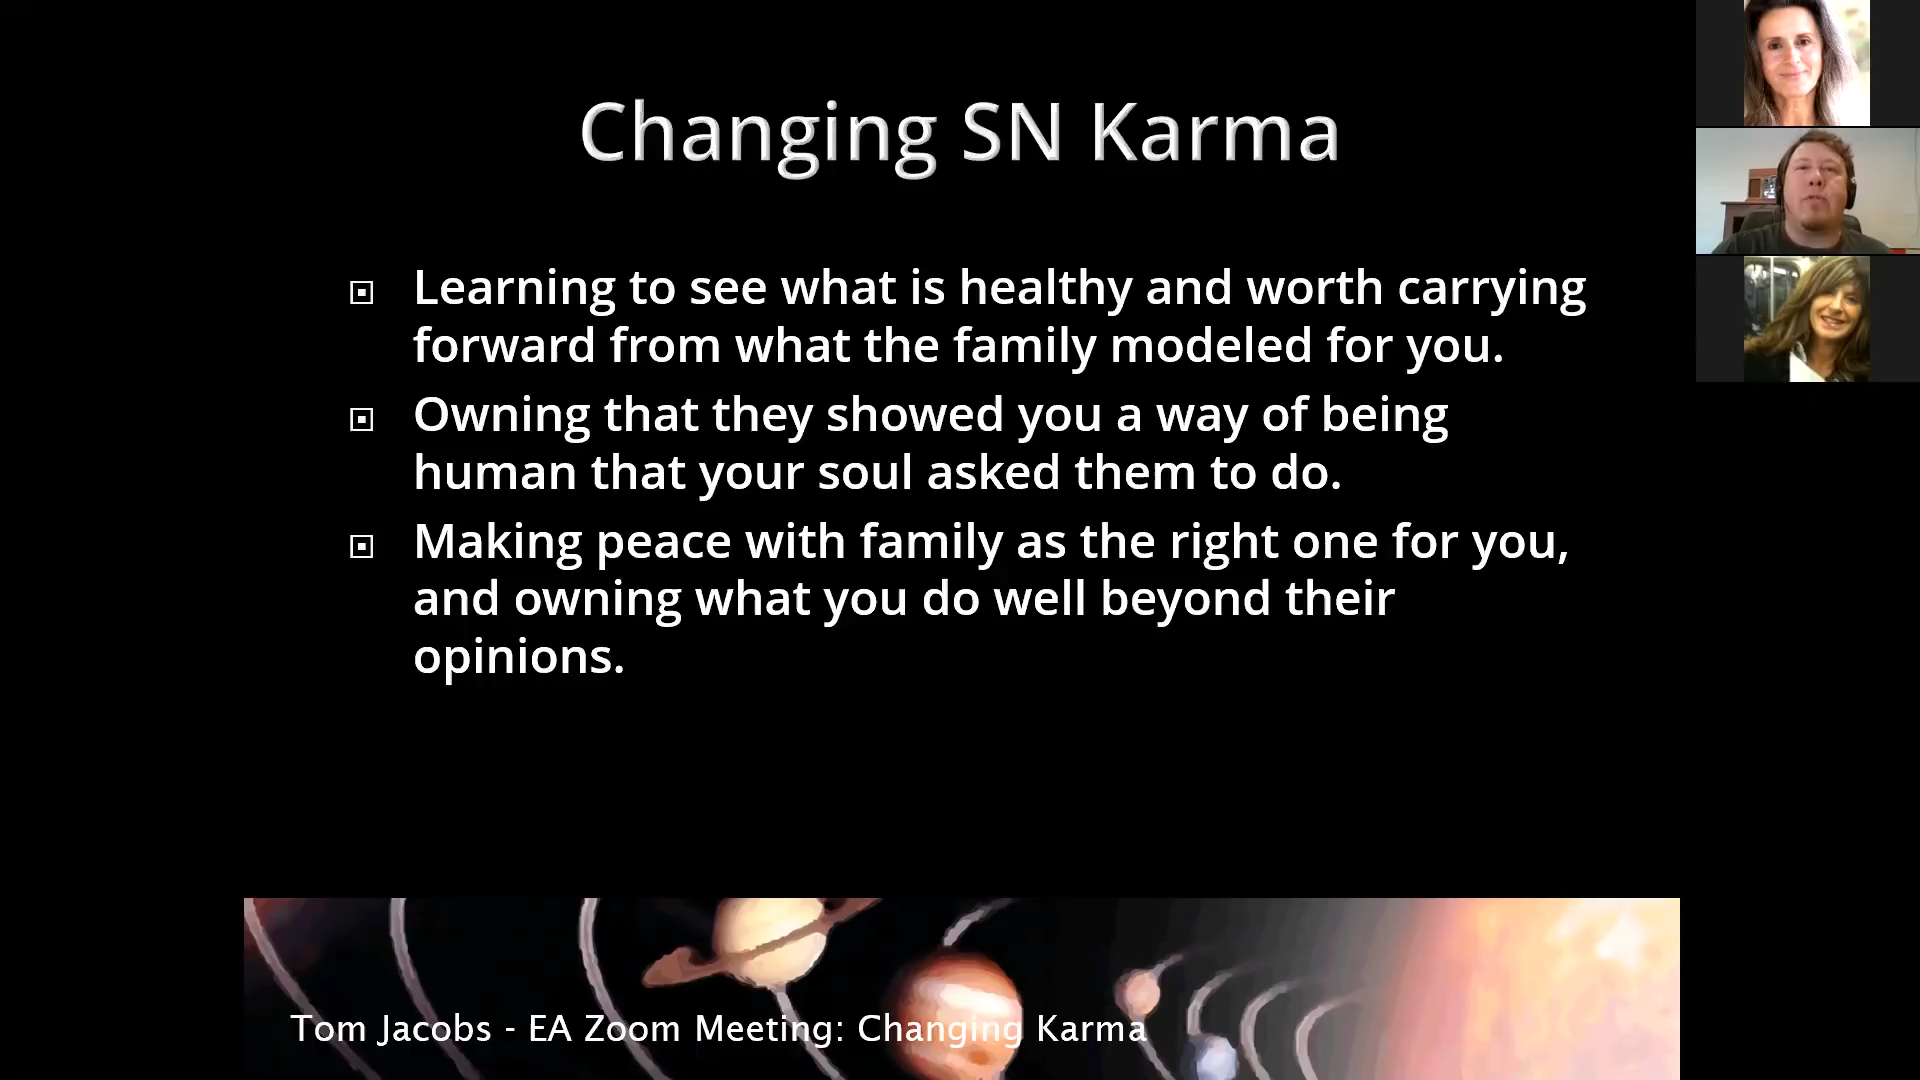 Changing SN Karma
Learning to see what is healthy and worth carrying
forward from what the family modeled for you.
Owning that they showed you a way of being
human that your soul asked them to do.
Making peace with family as the right one for you,
and owning what you do well beyond their
opinions.
Tom Jacobs - EA Zoom Meeting: Changing Karma